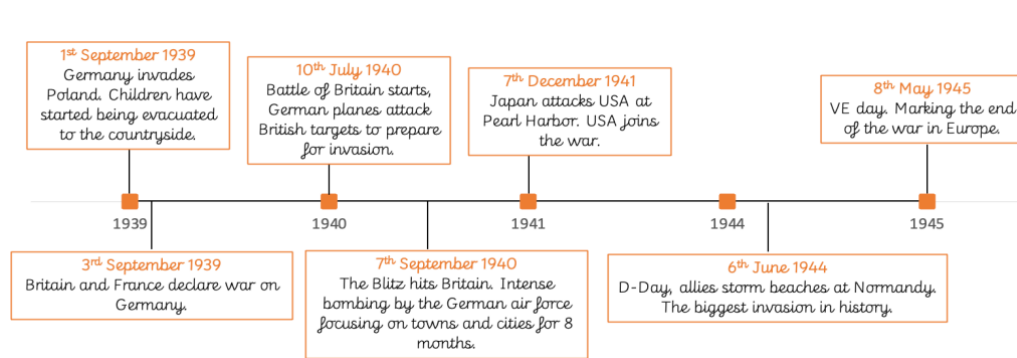 1st September 1939
Germany invades
Poland. Children have
started being evacuated
to the countryside.
10th July 1940
Battle of Britain starts,
German planes attack
British targets to prepare
for invasion.
7th December 1941
Japan attacks USA at
Pearl Harbor. USA joins
the war.
8th May 1945
VE day. Marking the end
of the war in Europe.
1939
1940
1941
1944
1945
3rd September 1939
Britain and France declare war on
Germany.
7th September 1940
The Blitz hits Britain. Intense
bombing by the German air force
focusing on towns and cities for 8
months.
6th June 1944
D-Day, allies storm beaches at Normandy.
The biggest invasion in history.